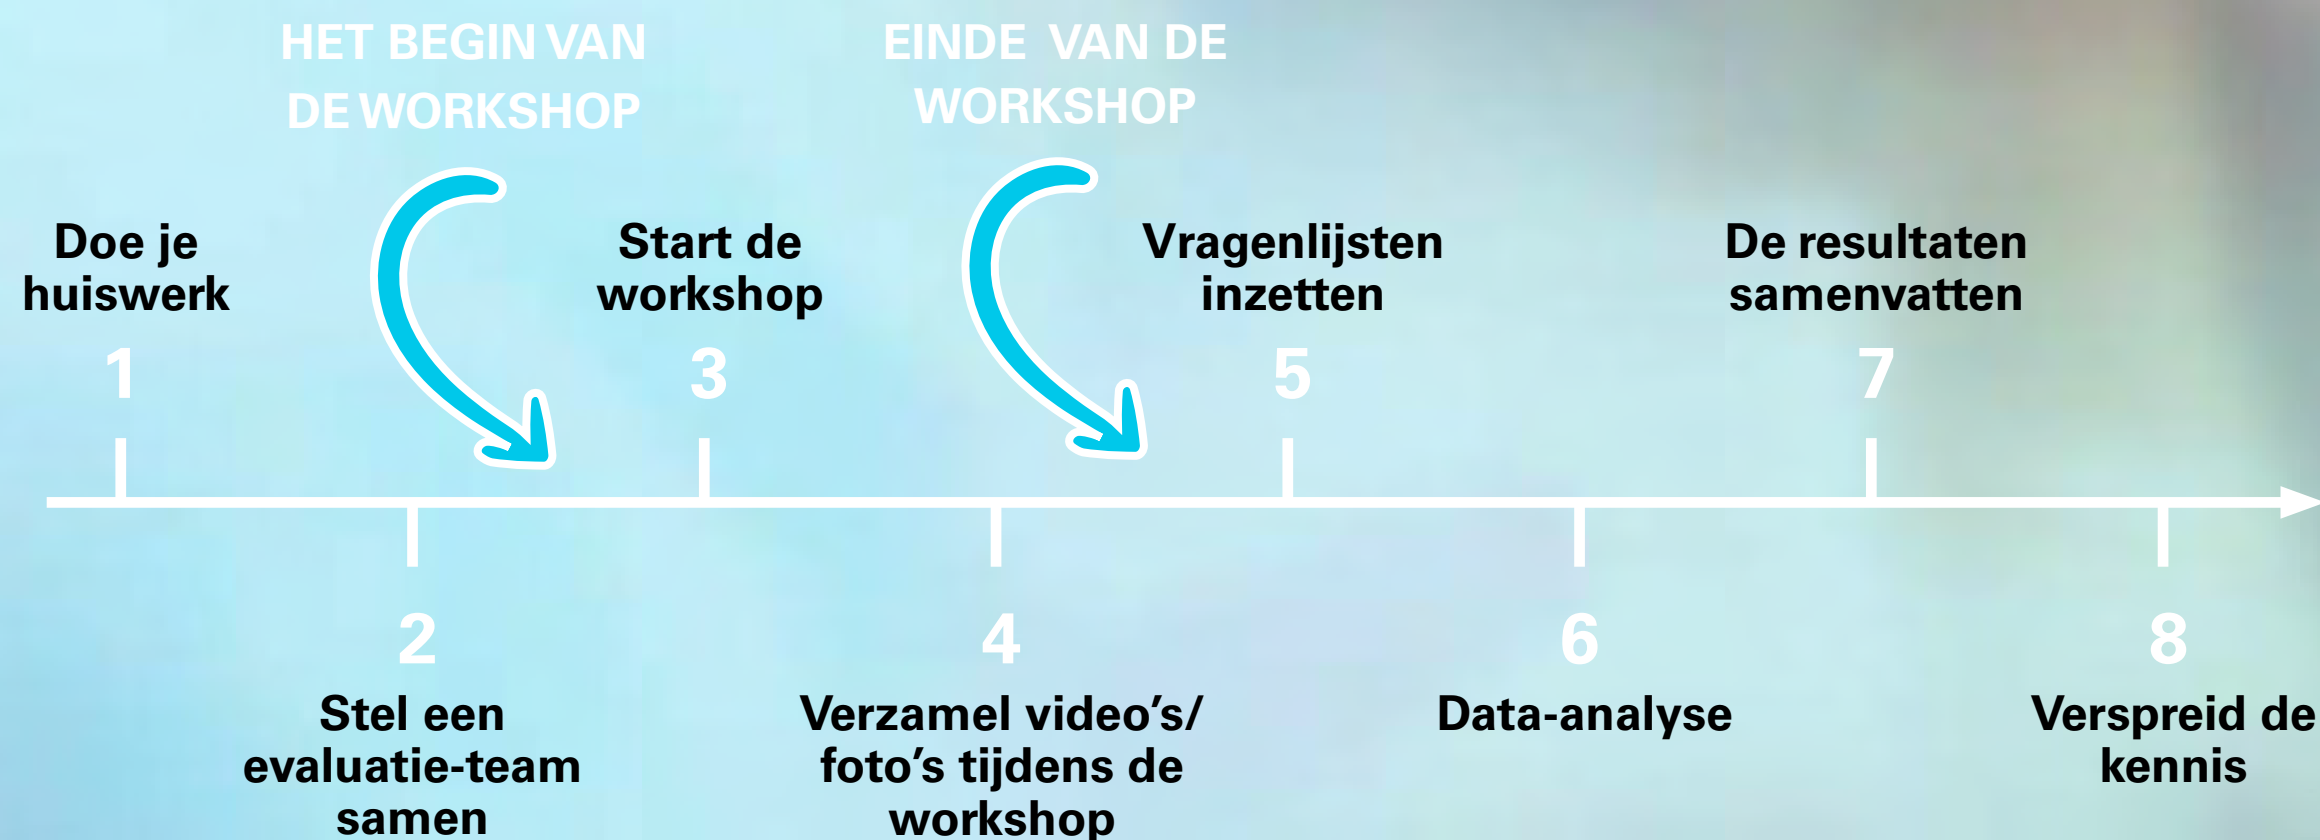 HET BEGIN VAN
DE WORKSHOP
EINDE VAN DE
WORKSHOP
Doe je
huiswerk
1
Start de
workshop
3
Vragenlijsten
inzetten
5
De resultaten
samenvatten
7
2
Stel een
evaluatie-team
samen
4
Verzamel video’s/
foto’s tijdens de
workshop
6
Data-analyse
8
Verspreid de
kennis